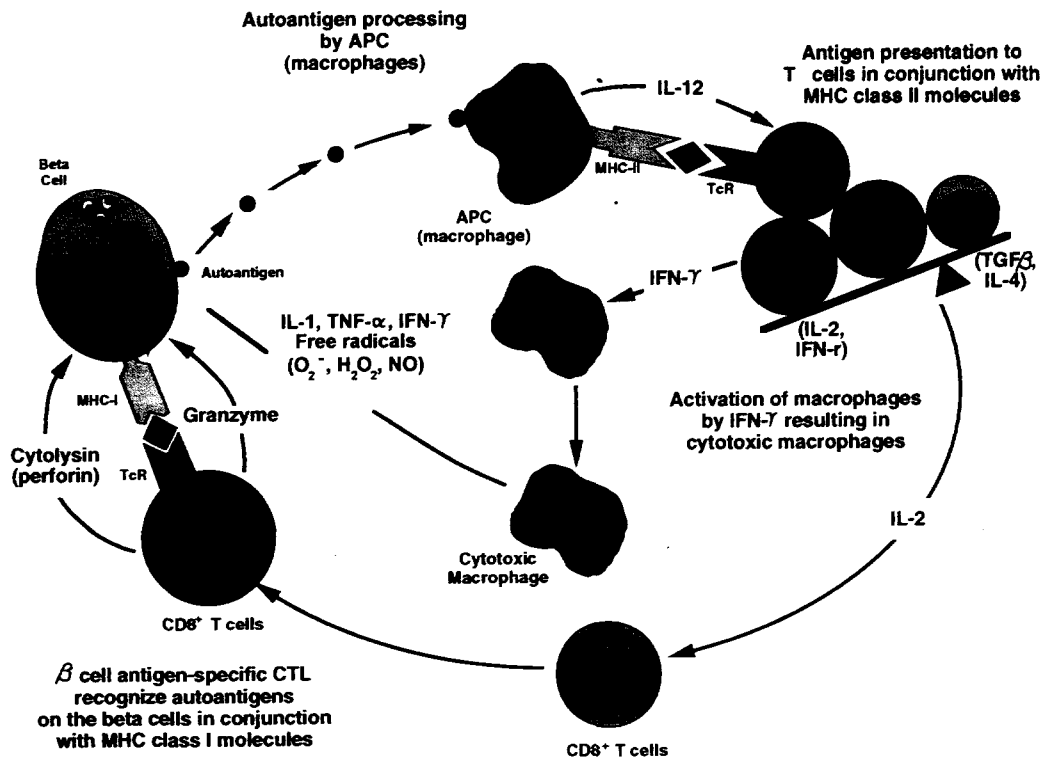 Autoantigen processing
by APC
(macrophages)
Antigen presentation to
T cells in conjunction with
MHC class II molecules
IL-12
Beta
Cell
MHC-II
TcR
APC
(macrophage)
Autoantigen
IFN-γ
(TGFβ,
IL-4)
IL-1, TNF-α, IFN-γ
Free radicals
(O₂⁻, H₂O₂, NO)
(IL-2,
IFN-r)
MHC-I
Granzyme
Activation of macrophages
by IFN-γ resulting in
cytotoxic macrophages
Cytolysin
(perforin)
TcR
IL-2
Cytotoxic
Macrophage
CD8⁺ T cells
β cell antigen-specific CTL
recognize autoantigens
on the beta cells in conjunction
with MHC class I molecules
CD8⁺ T cells